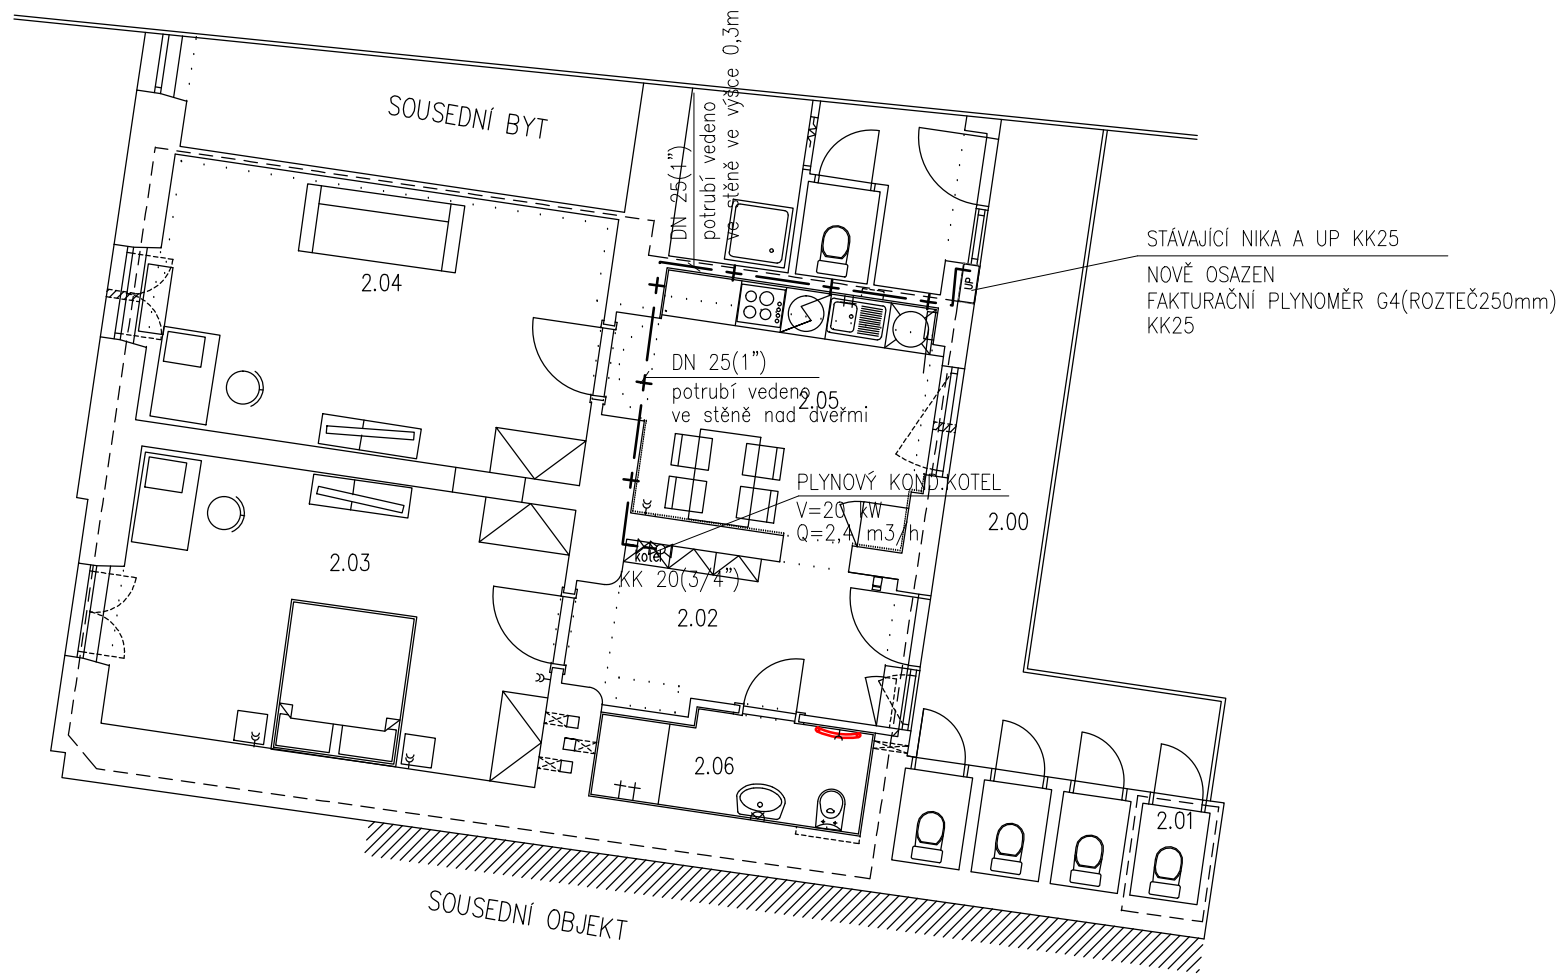 SOUSEDNÍ BYT
DN 25(1")
potrubí vedeno
ve stěně ve výšce 0,3m
STÁVAJÍCÍ NIKA A UP KK25
NOVĚ OSAZEN
FAKTURAČNÍ PLYNOMĚR G4(ROZTEČ250mm)
KK25
UP
2.04
DN 25(1")
potrubí vedeno
ve stěně nad dveřmi
2.05
PLYNOVÝ KOND.KOTEL
V=20 kW
Q=2,4 m3/h
2.00
kotel
KK 20(3/4")
2.03
2.02
2.06
2.01
SOUSEDNÍ OBJEKT